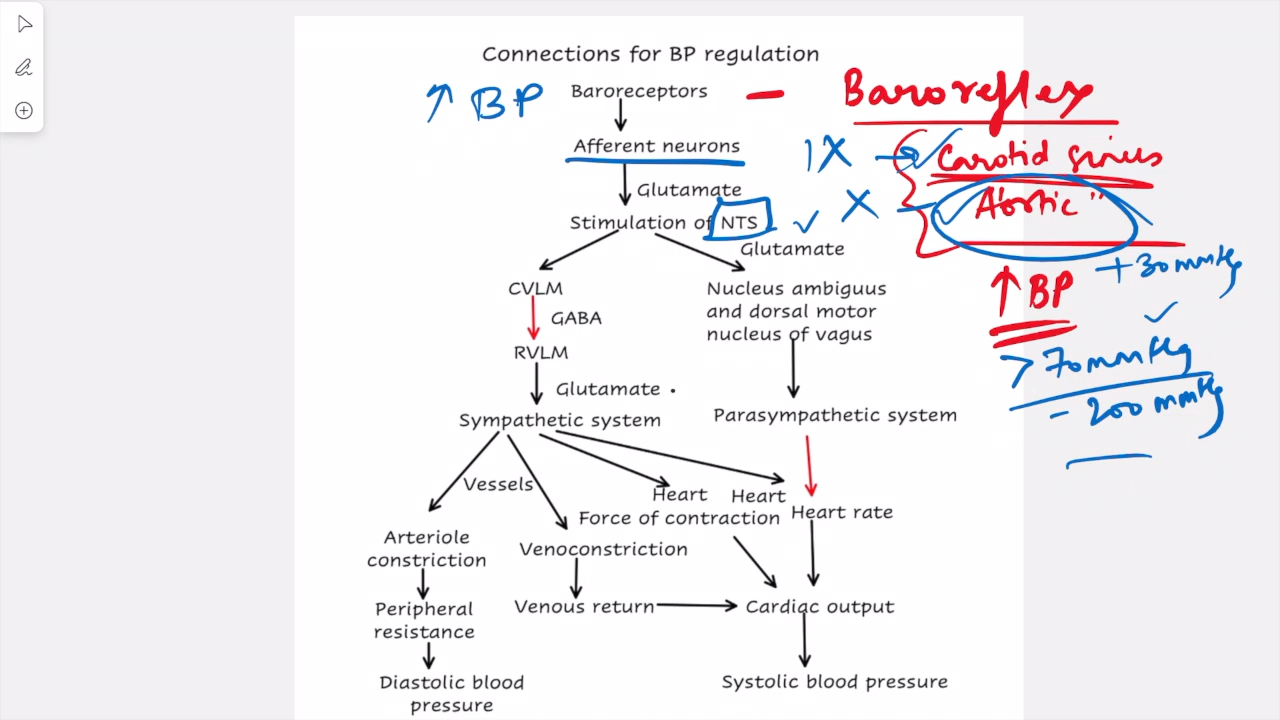 Connections for BP regulation
↑ BP
Baroreceptors
– Baroreflex
Afferent neurons
IX → ✓ Carotid sinus
Glutamate
X – ✓ Aortic "
Stimulation of NTS ✓
Glutamate
+30 mmHg
↑ BP
CVLM
GABA
RVLM
Nucleus ambiguus
and dorsal motor
nucleus of vagus
> 70 mmHg
- 200 mmHg
Glutamate
Sympathetic system
Parasympathetic system
Vessels
Heart
Force of contraction
Heart
Heart rate
Arteriole
constriction
Venoconstriction
Peripheral
resistance
Venous return
Cardiac output
Diastolic blood
pressure
Systolic blood pressure